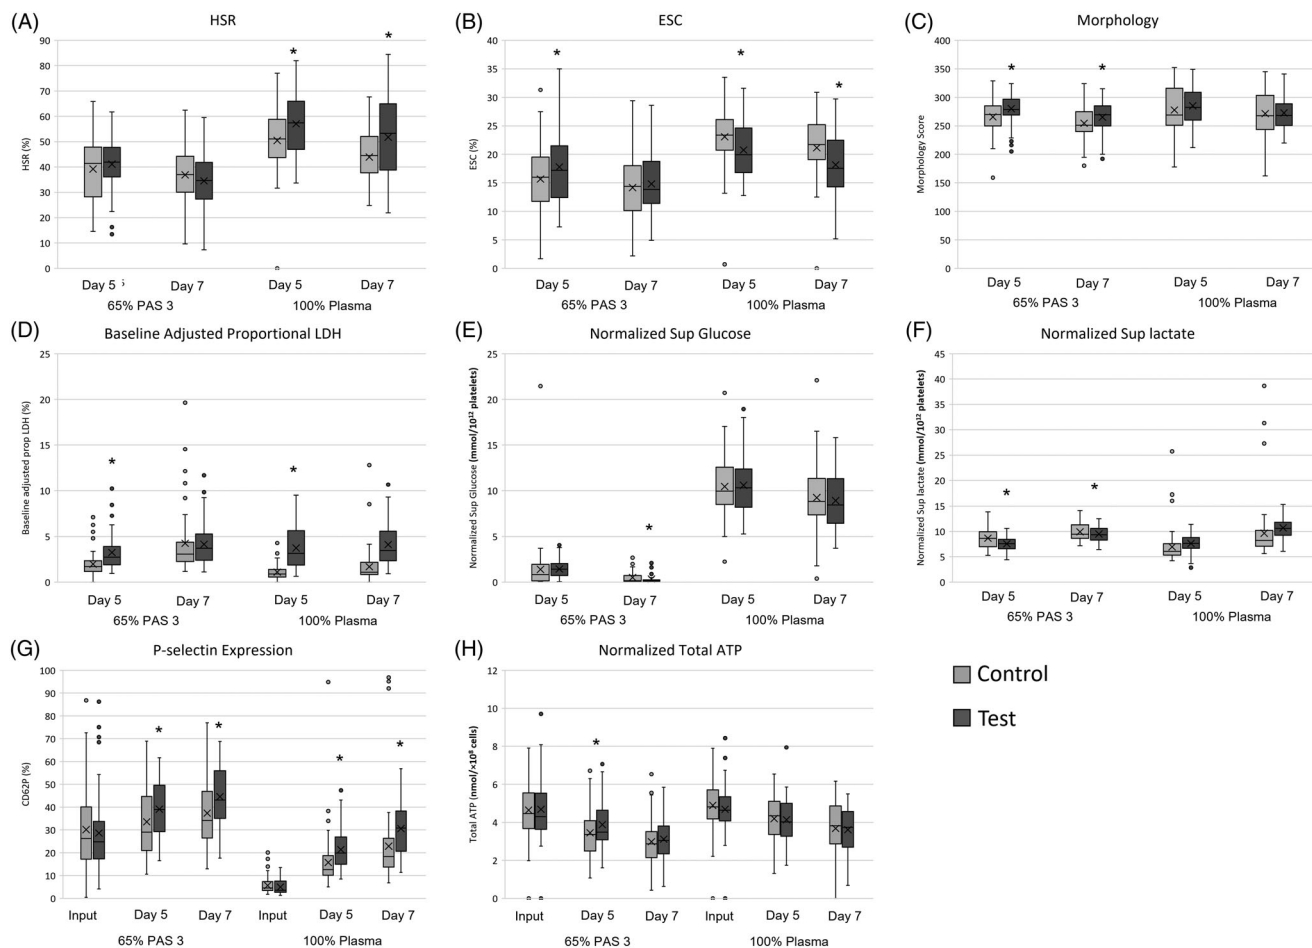 (A) HSR
90
80
70
60
50
40
30
20
10
0
HSR (%)
* *
Day 5 5 Day 7 Day 5 Day 7
65% PAS 3 100% Plasma
(B) ESC
40
35
30
25
20
15
10
5
0
ESC (%)
* * *
Day 5 Day 7 Day 5 Day 7
65% PAS 3 100% Plasma
(C) Morphology
400
350
300
250
200
150
100
50
0
Morphology Score
* *
Day 5 Day 7 Day 5 Day 7
65% PAS 3 100% Plasma
(D) Baseline Adjusted Proportional LDH
25
20
15
10
5
0
Baseline adjusted prop LDH (%)
* *
Day 5 Day 7 Day 5 Day 7
65% PAS 3 100% Plasma
(E) Normalized Sup Glucose
25
20
15
10
5
0
Normalized Sup Glucose (mmol/10¹² platelets)
*
Day 5 Day 7 Day 5 Day 7
65% PAS 3 100% Plasma
(F) Normalized Sup lactate
45
40
35
30
25
20
15
10
5
0
Normalized Sup lactate (mmol/10¹² platelets)
* *
Day 5 Day 7 Day 5 Day 7
65% PAS 3 100% Plasma
(G) P-selectin Expression
100
90
80
70
60
50
40
30
20
10
0
CD62P (%)
* * * *
Input Day 5 Day 7 Input Day 5 Day 7
65% PAS 3 100% Plasma
(H) Normalized Total ATP
12
10
8
6
4
2
0
Total ATP (nmol/×10⁸ cells)
*
Input Day 5 Day 7 Input Day 5 Day 7
65% PAS 3 100% Plasma
Control
Test